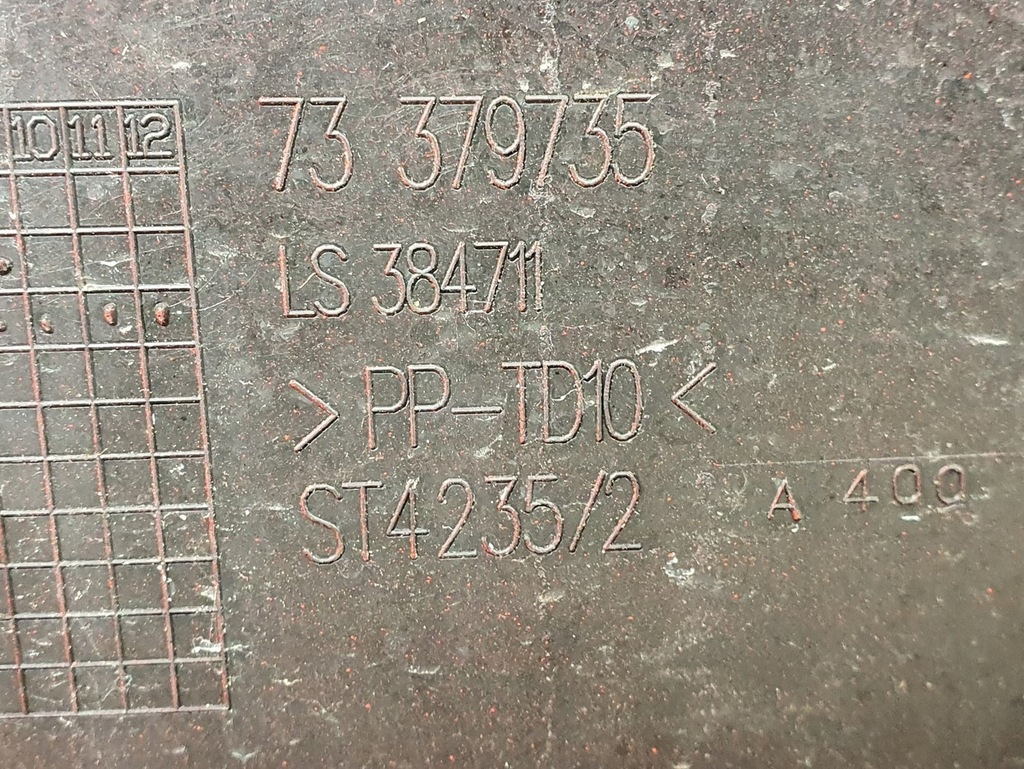 10 11 12
73 379735
LS 384711
> PP-TD10 <
ST4235/2
A 400